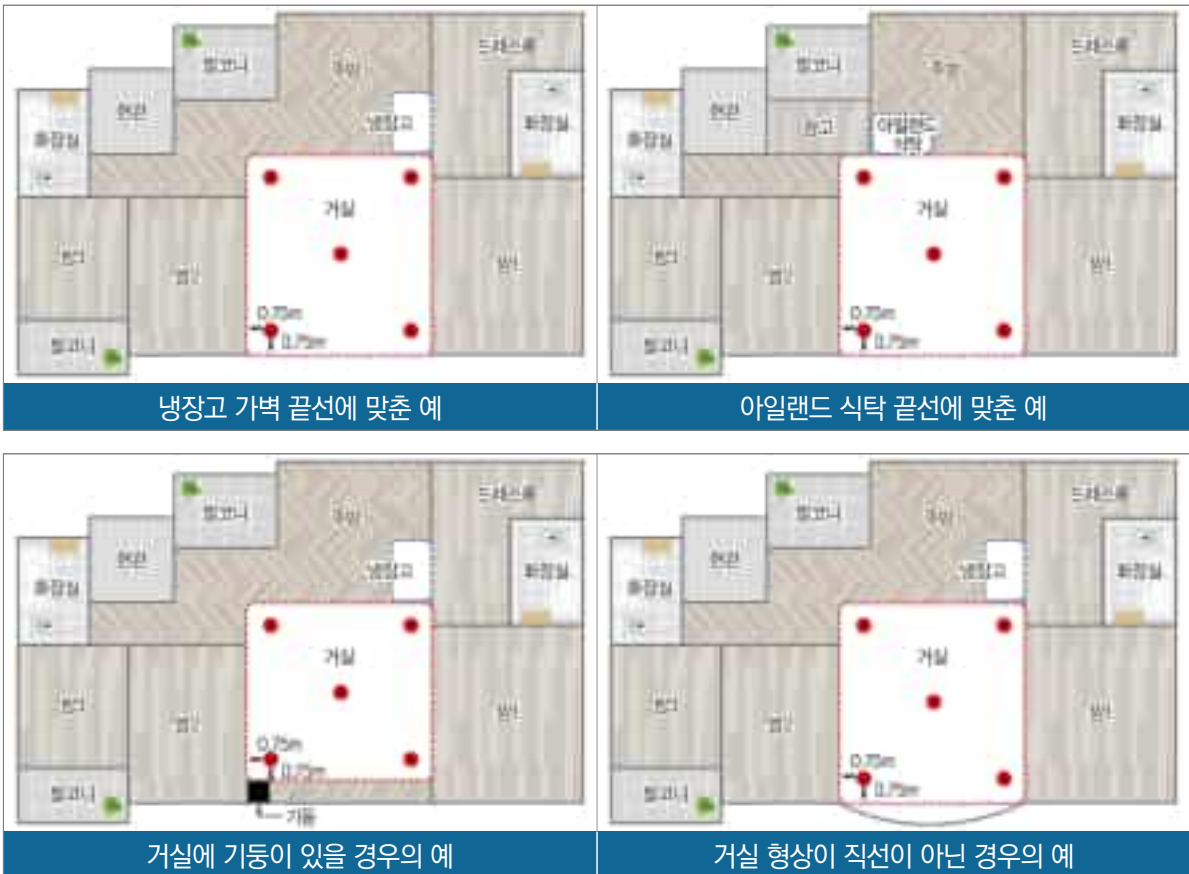 발코니
주방
드레스룸
현관
냉장고
화장실
화장실
거실
0.75m
0.75m
발코니
냉장고 가벽 끝선에 맞춘 예
발코니
주방
드레스룸
현관
창고
아일랜드
식탁
화장실
화장실
거실
0.75m
0.75m
발코니
아일랜드 식탁 끝선에 맞춘 예
발코니
주방
드레스룸
현관
냉장고
화장실
화장실
거실
0.75m
0.75m
발코니
기둥
거실에 기둥이 있을 경우의 예
발코니
주방
드레스룸
현관
냉장고
화장실
화장실
거실
0.75m
0.75m
발코니
거실 형상이 직선이 아닌 경우의 예